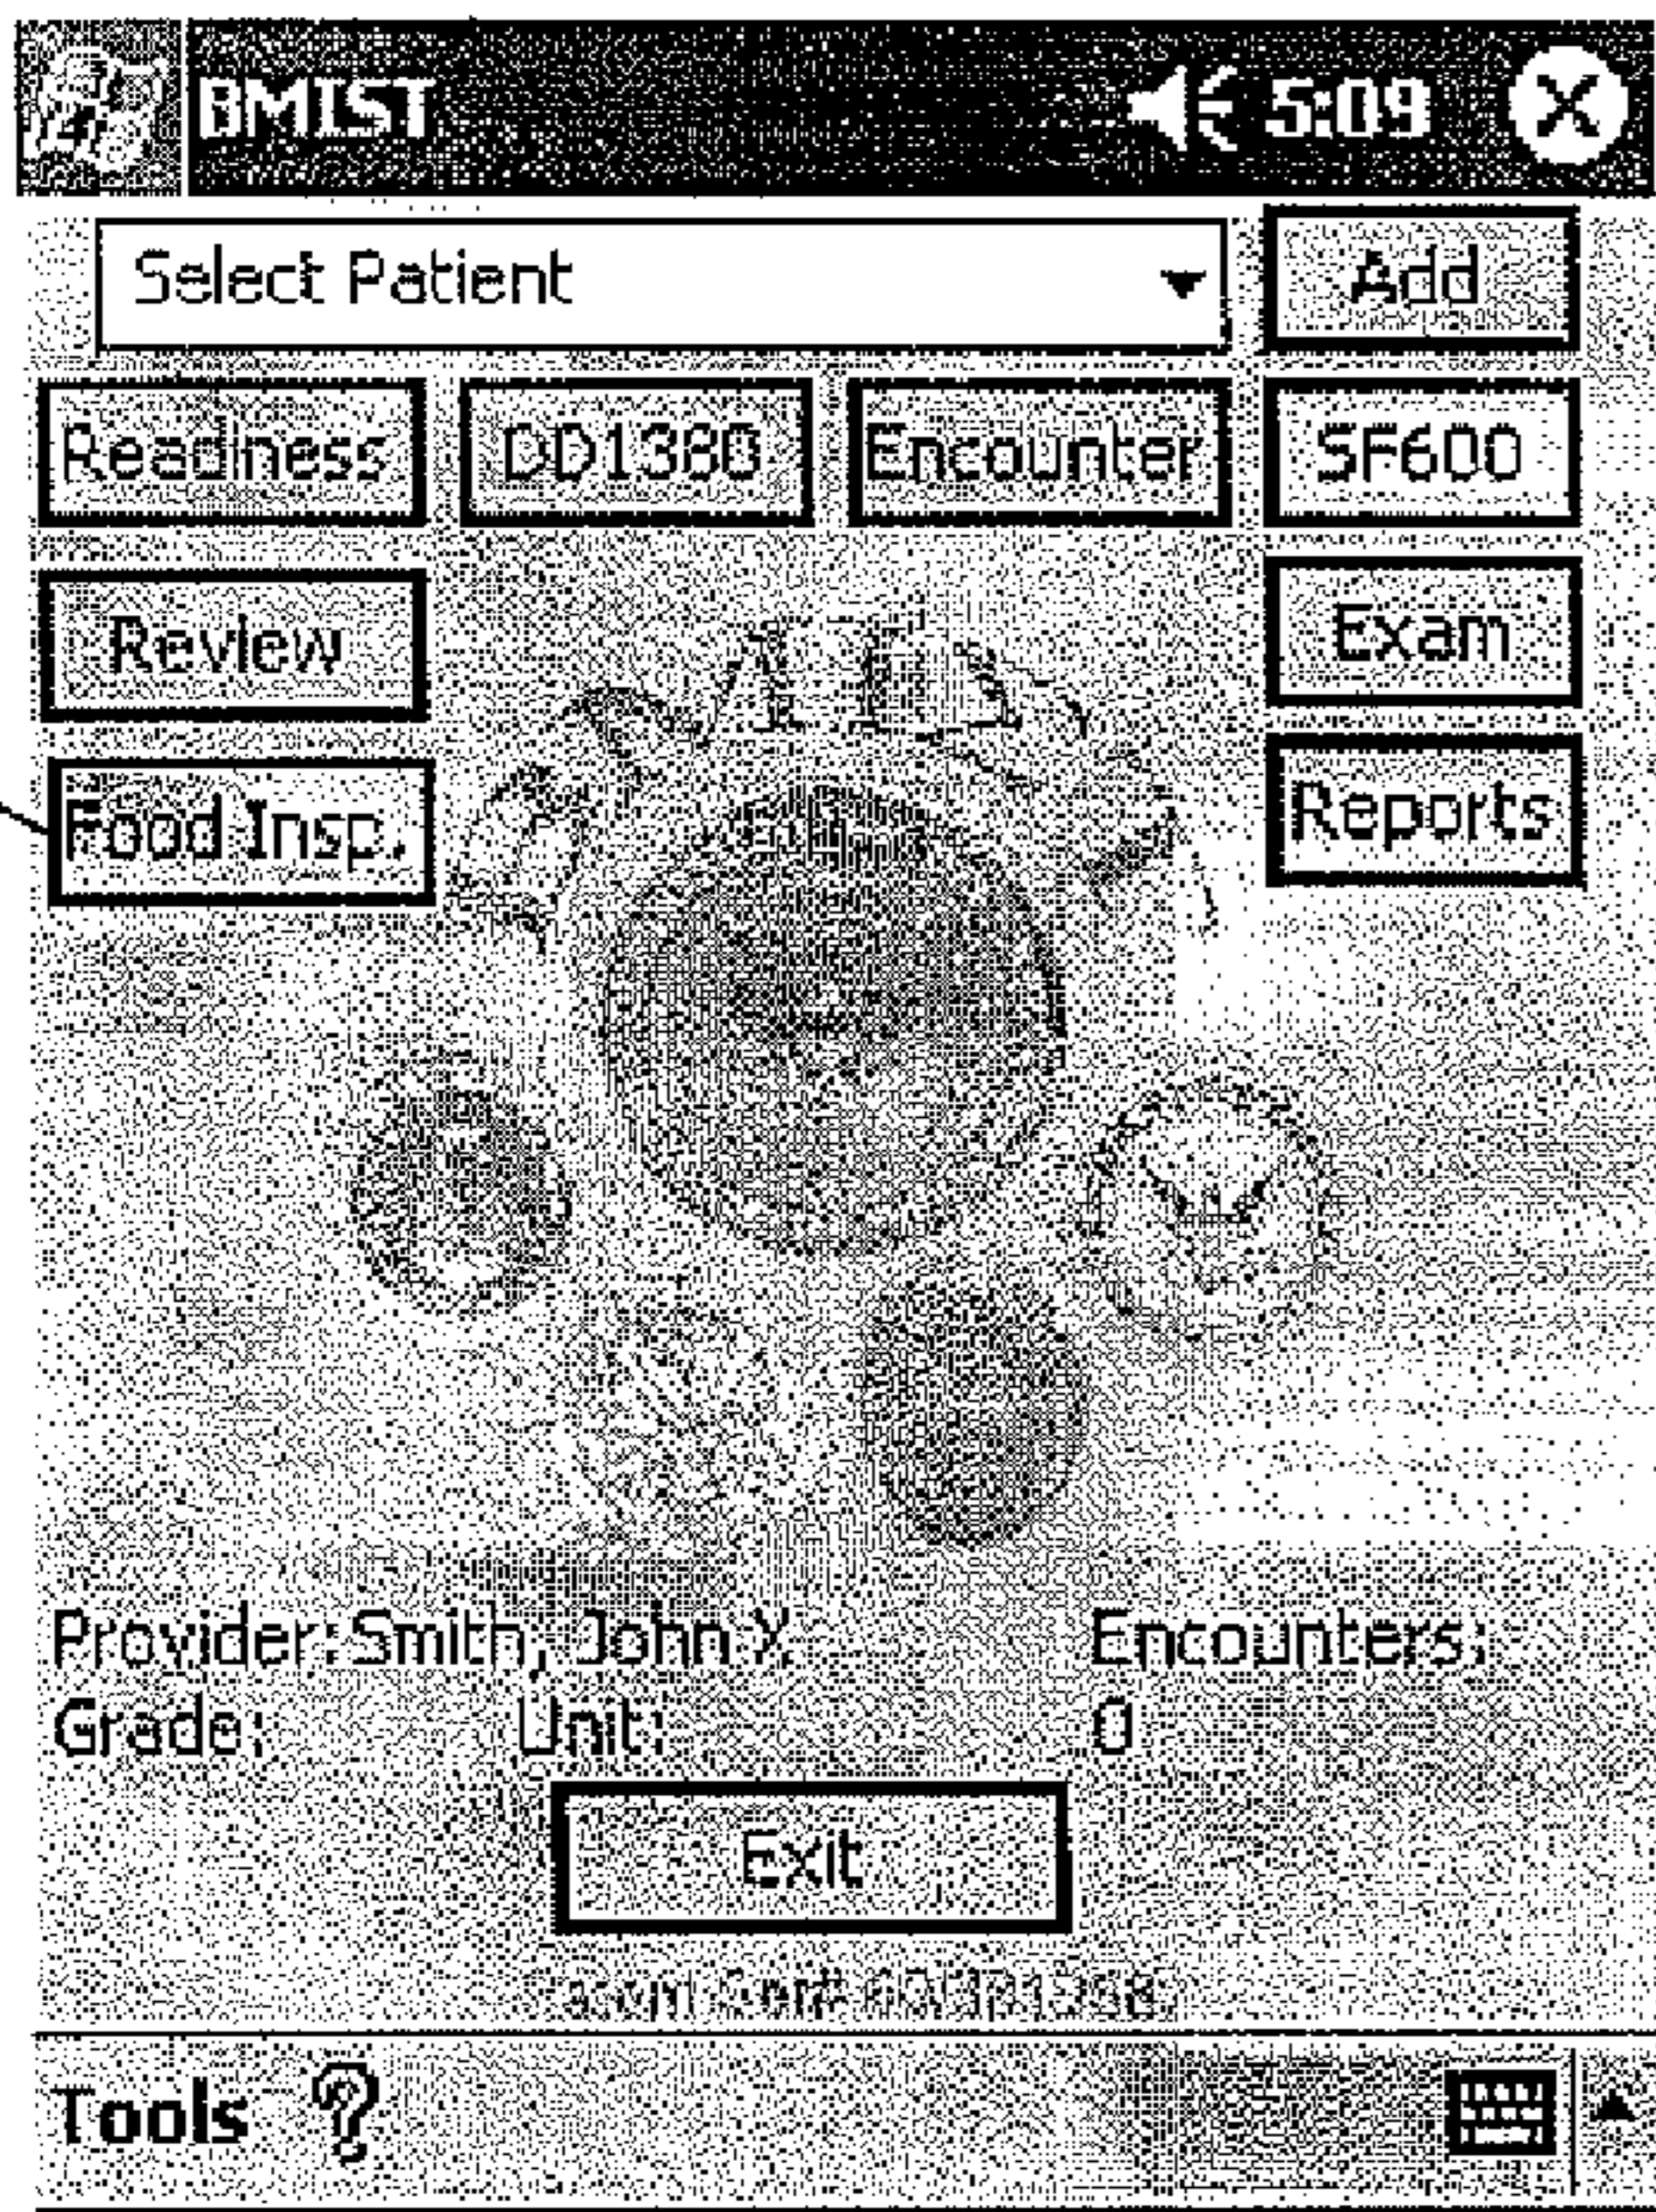 BMIST 5:09
Select Patient Add
Readiness DD1380 Encounter SF600
Review Exam
Food Insp. Reports
Provider: Smith, John Y. Encounters:
Grade: Unit: 0
Exit
Tools ?